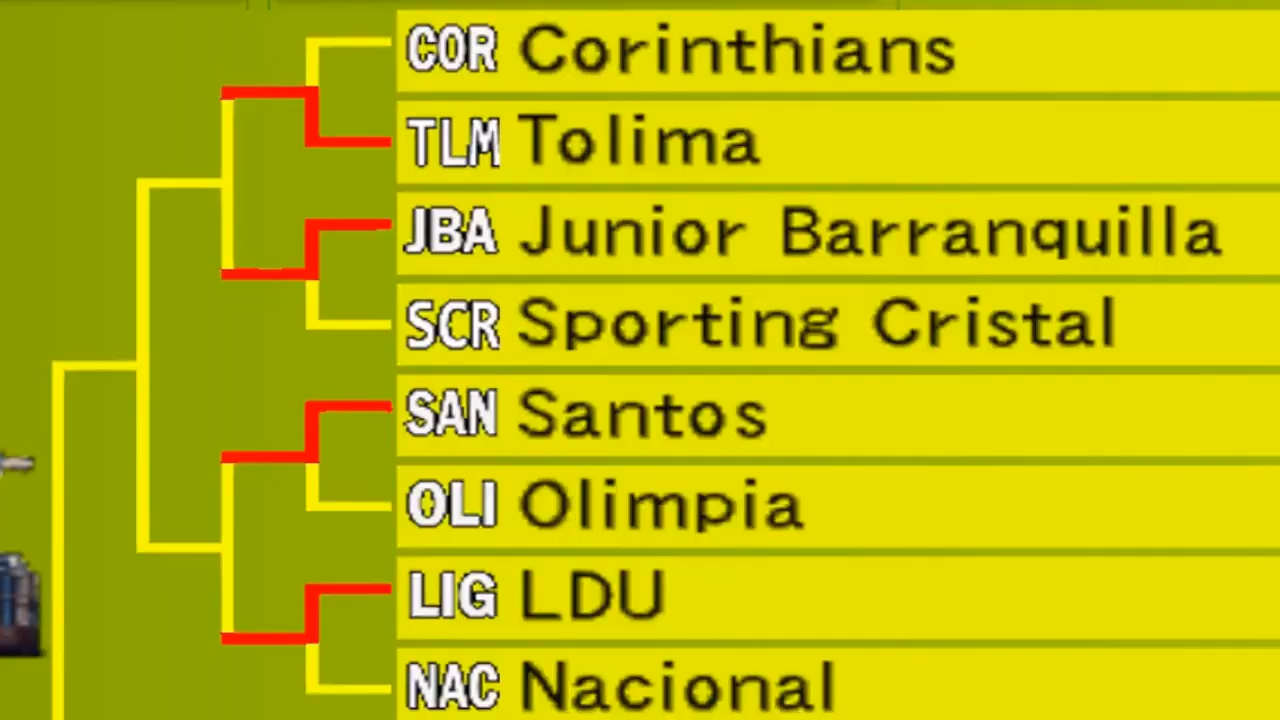 COR Corinthians
TLM Tolima
JBA Junior Barranquilla
SCR Sporting Cristal
SAN Santos
OLI Olimpia
LIG LDU
NAC Nacional